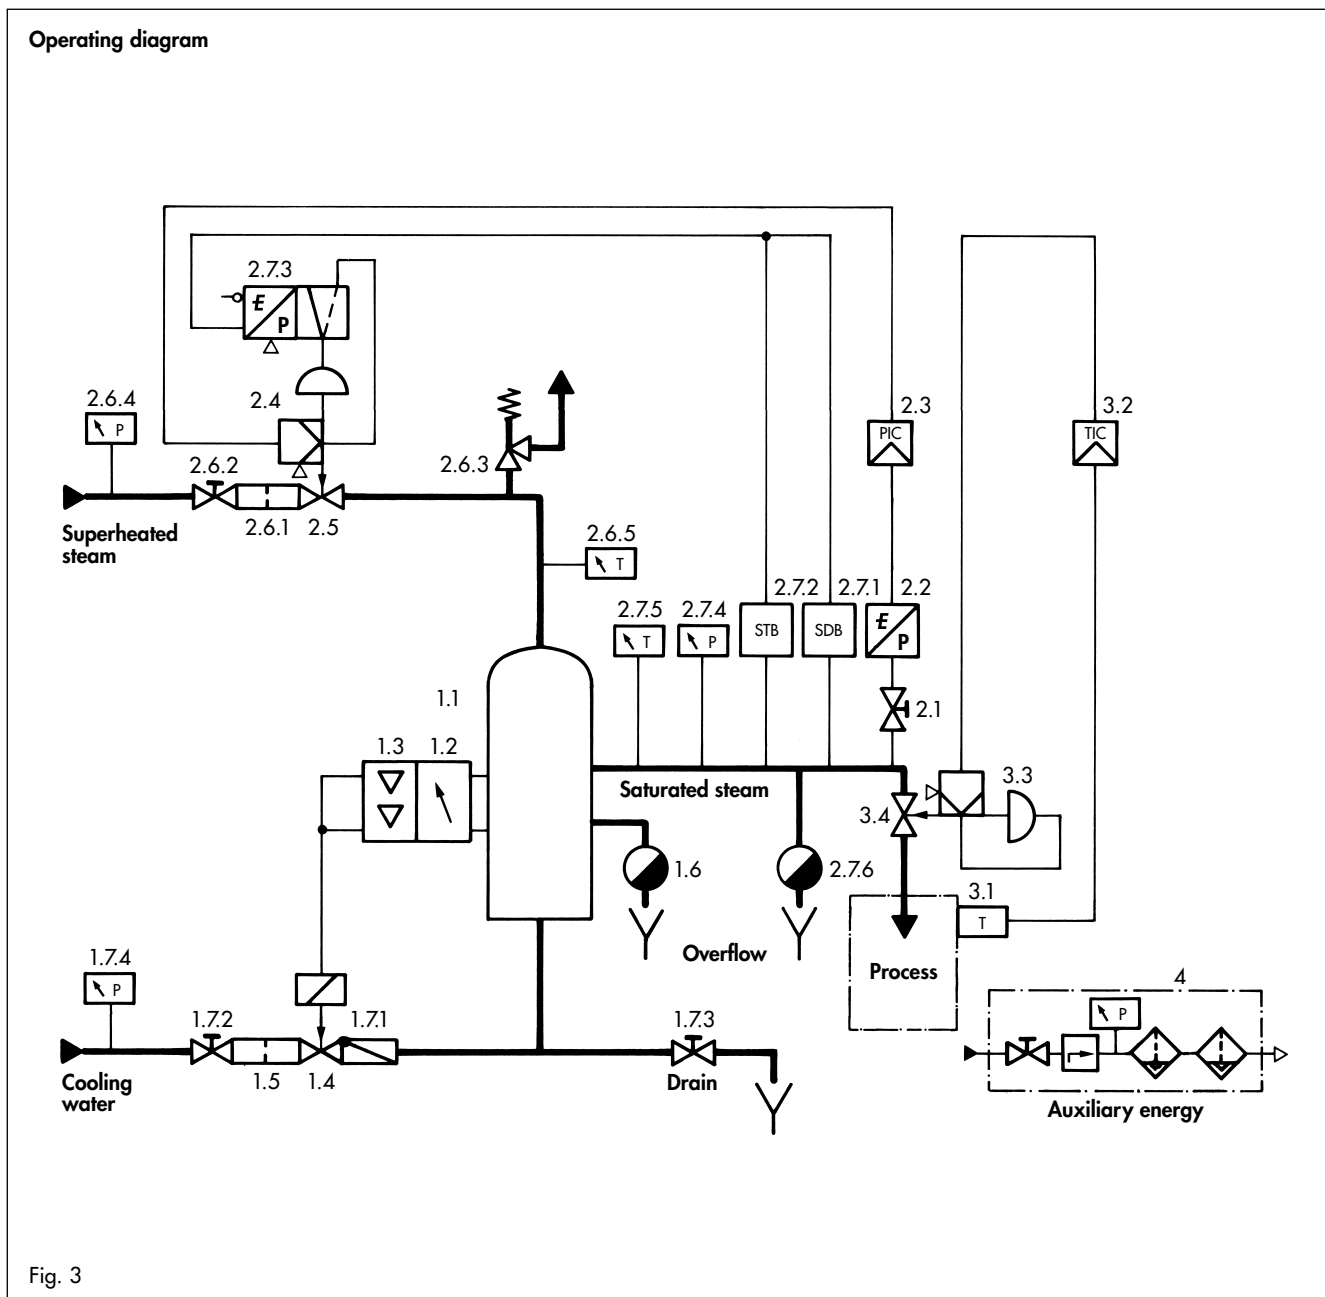 Operating diagram
2.7.3
E
P
2.4
2.6.4
P
2.6.2
2.6.3
2.3
PIC
3.2
TIC
Superheated
steam
2.6.1
2.5
2.6.5
T
2.7.5
T
2.7.4
P
2.7.2
STB
2.7.1
SDB
2.2
E
P
1.1
2.1
1.3
1.2
Saturated steam
3.3
3.4
1.6
2.7.6
3.1
T
Overflow
Process
1.7.4
P
1.7.2
1.7.1
1.7.3
4
P
Cooling
water
1.5
1.4
Drain
Auxiliary energy
Fig. 3